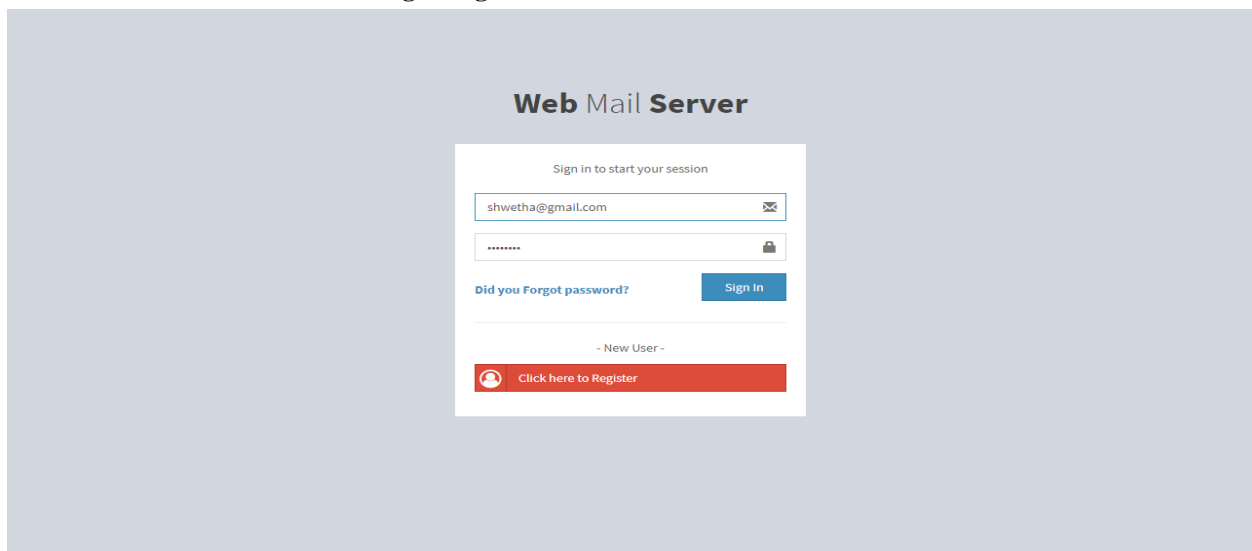 Web Mail Server
Sign in to start your session
shwetha@gmail.com
••••••••
Did you Forgot password?
Sign In
- New User -
Click here to Register